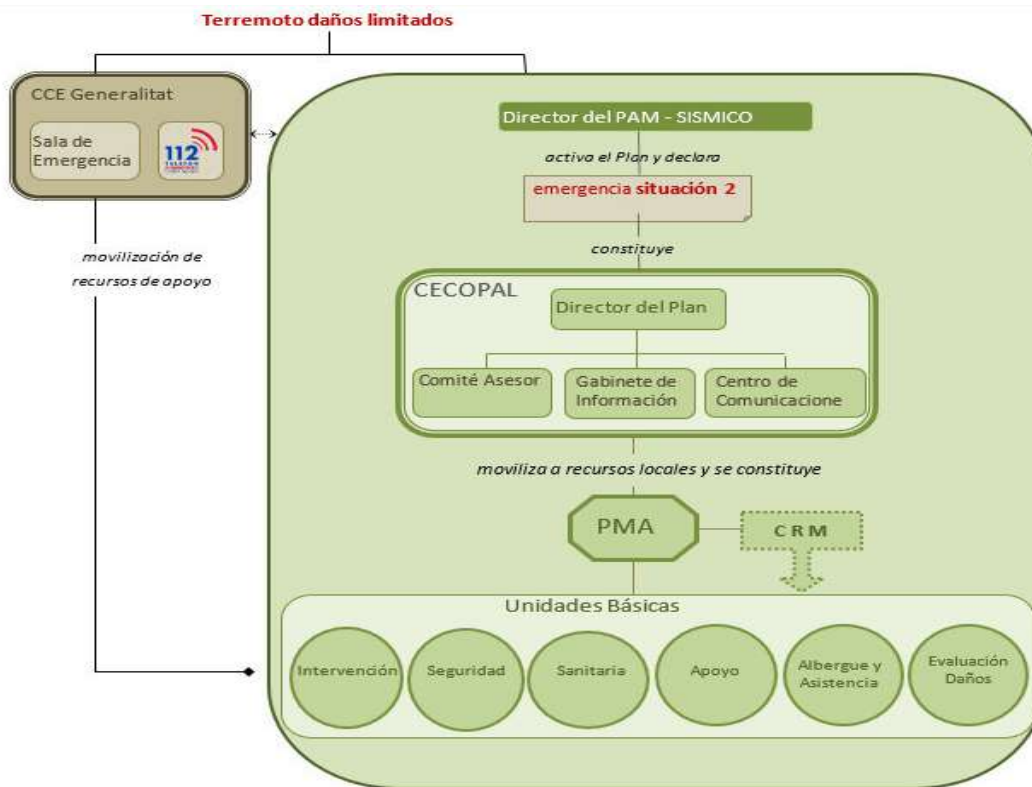 Terremoto daños limitados
CCE Generalitat
Sala de
Emergencia
112
movilización de
recursos de apoyo
Director del PAM - SISMICO
activa el Plan y declara
emergencia situación 2
constituye
CECOPAL
Director del Plan
Comité Asesor
Gabinete de
Información
Centro de
Comunicacione
moviliza a recursos locales y se constituye
PMA
CRM
Unidades Básicas
Intervención
Seguridad
Sanitaria
Apoyo
Albergue y
Asistencia
Evaluación
Daños